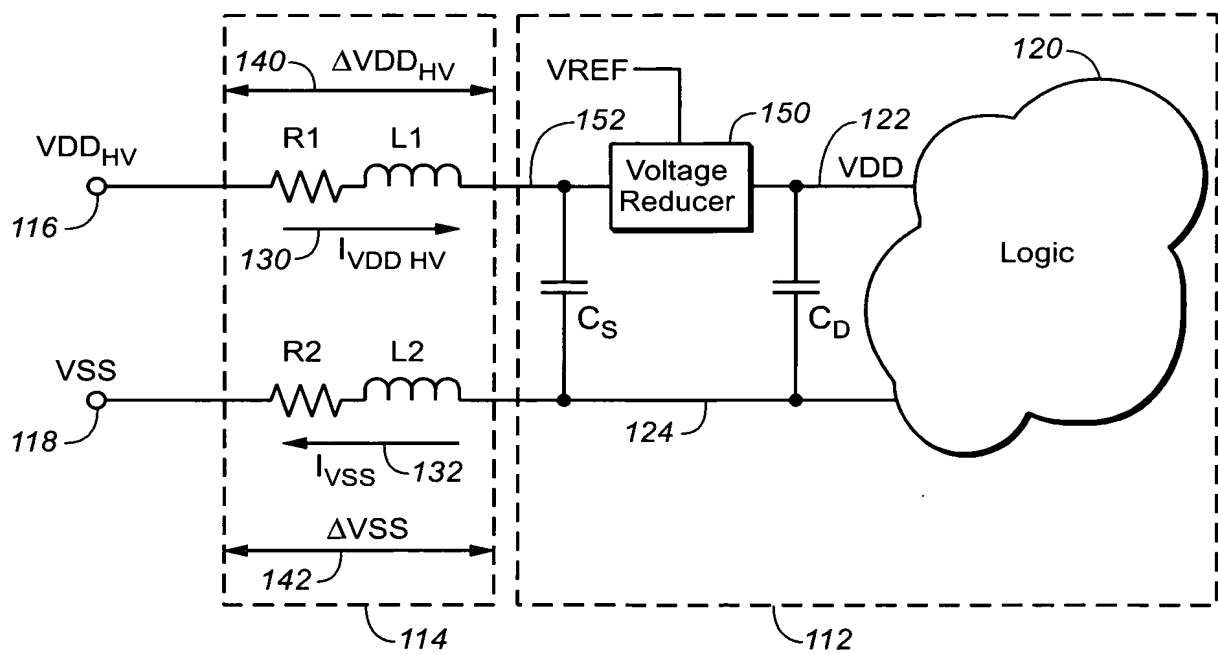 140
ΔVDD_HV
120
VREF
152
150
122
VDD_HV
R1
L1
Voltage
Reducer
VDD
116
130
I_VDD HV
Logic
C_S
C_D
VSS
R2
L2
118
I_VSS
132
124
ΔVSS
142
114
112